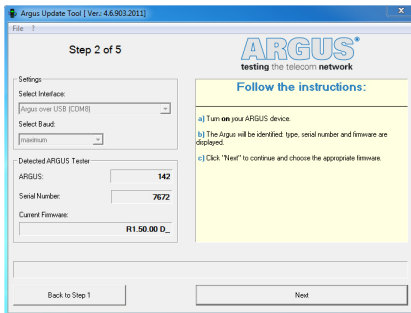 Argus Update Tool [ Ver.: 4.6.903.2011]
x
File ?
Step 2 of 5
ARGUS®
testing the telecom network
Settings
Select Interface:
Argus over USB (COM8)
Select Baud:
maximum
Detected ARGUS Tester
ARGUS:
142
Serial Number:
7672
Current Firmware:
R1.50.00 D_
Follow the instructions:
a) Turn on your ARGUS device.
b) The Argus will be identified: type, serial number and fimware are
displayed.
c) Click "Next" to continue and choose the appropriate firmware.
Back to Step 1
Next